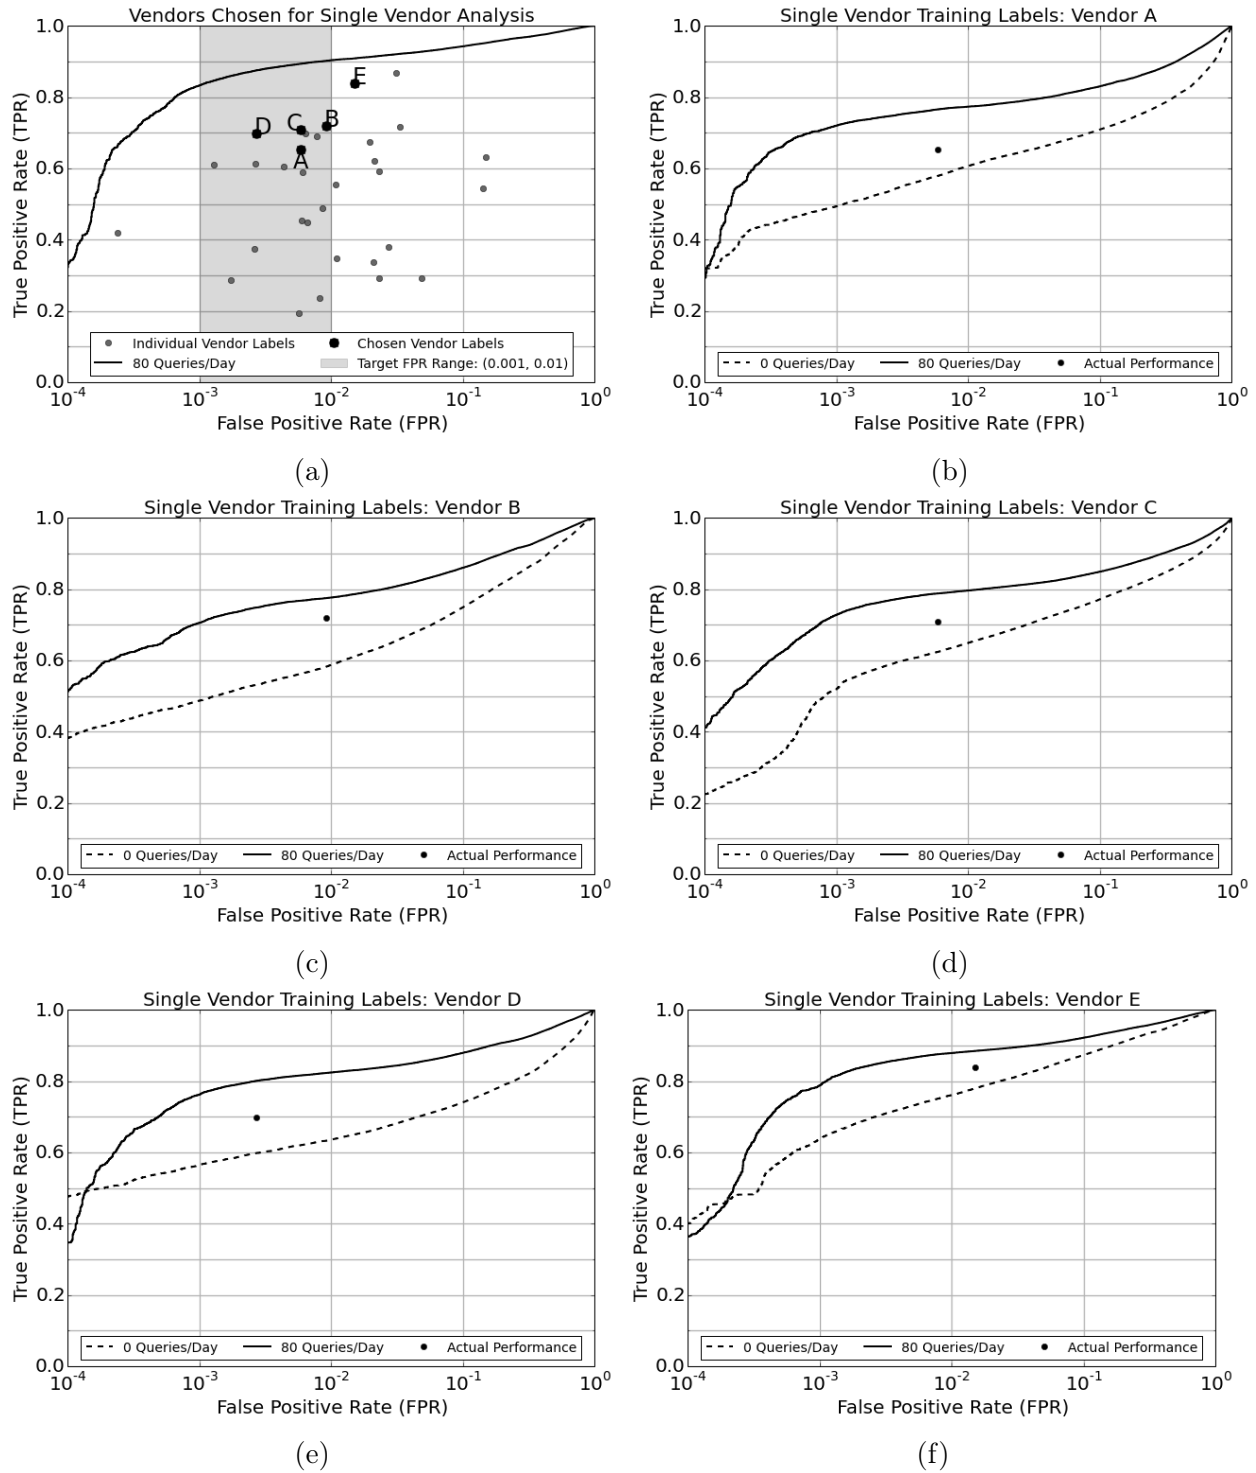 Vendors Chosen for Single Vendor Analysis
True Positive Rate (TPR)
1.0
0.8
0.6
0.4
0.2
0.0
E
D
C
B
A
Individual Vendor Labels
Chosen Vendor Labels
80 Queries/Day
Target FPR Range: (0.001, 0.01)
10⁻⁴ 10⁻³ 10⁻² 10⁻¹ 10⁰
False Positive Rate (FPR)
(a)
Single Vendor Training Labels: Vendor A
True Positive Rate (TPR)
1.0
0.8
0.6
0.4
0.2
0.0
0 Queries/Day 80 Queries/Day Actual Performance
10⁻⁴ 10⁻³ 10⁻² 10⁻¹ 10⁰
False Positive Rate (FPR)
(b)
Single Vendor Training Labels: Vendor B
True Positive Rate (TPR)
1.0
0.8
0.6
0.4
0.2
0.0
0 Queries/Day 80 Queries/Day Actual Performance
10⁻⁴ 10⁻³ 10⁻² 10⁻¹ 10⁰
False Positive Rate (FPR)
(c)
Single Vendor Training Labels: Vendor C
True Positive Rate (TPR)
1.0
0.8
0.6
0.4
0.2
0.0
0 Queries/Day 80 Queries/Day Actual Performance
10⁻⁴ 10⁻³ 10⁻² 10⁻¹ 10⁰
False Positive Rate (FPR)
(d)
Single Vendor Training Labels: Vendor D
True Positive Rate (TPR)
1.0
0.8
0.6
0.4
0.2
0.0
0 Queries/Day 80 Queries/Day Actual Performance
10⁻⁴ 10⁻³ 10⁻² 10⁻¹ 10⁰
False Positive Rate (FPR)
(e)
Single Vendor Training Labels: Vendor E
True Positive Rate (TPR)
1.0
0.8
0.6
0.4
0.2
0.0
0 Queries/Day 80 Queries/Day Actual Performance
10⁻⁴ 10⁻³ 10⁻² 10⁻¹ 10⁰
False Positive Rate (FPR)
(f)